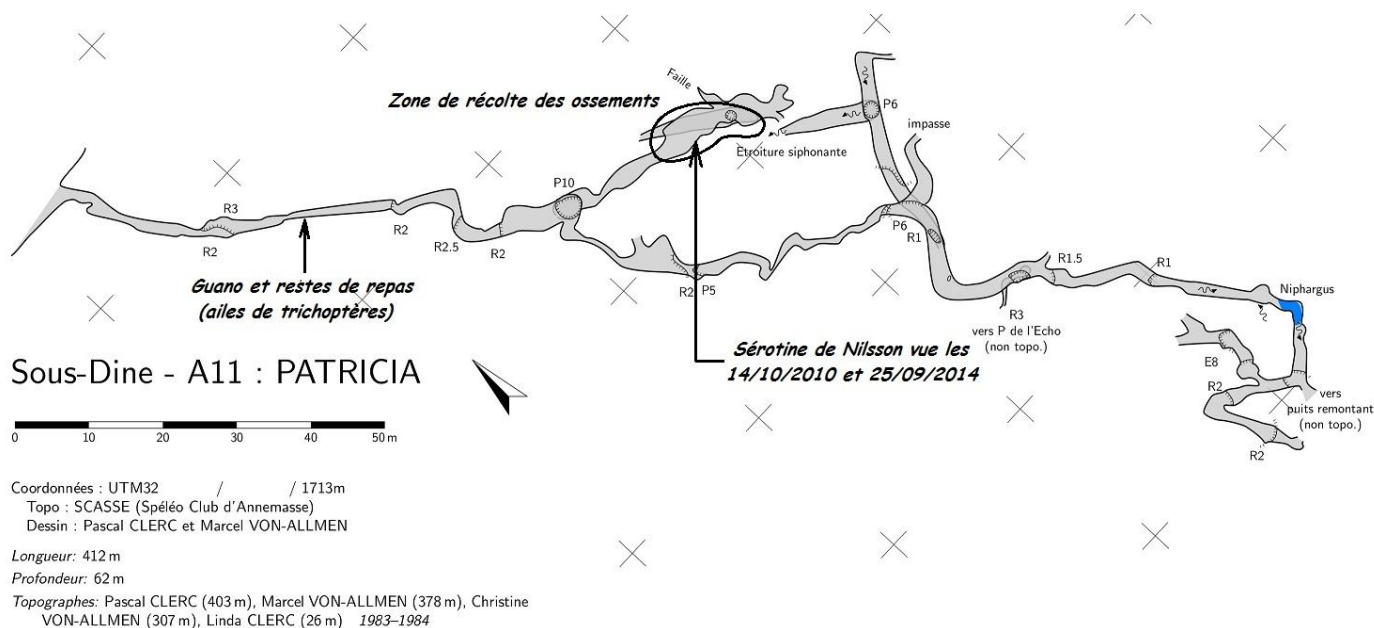 Faille
Zone de récolte des ossements
P6
impasse
Etroiture siphonante
P10
R3
R2
R2
R2.5
R2
P6
R1
R2
P5
R1.5
R1
Niphargus
R3
vers P de l'Echo
(non topo.)
Guano et restes de repas
(ailes de trichoptères)
Sérotine de Nilsson vue les
14/10/2010 et 25/09/2014
E8
R2
vers
puits remontant
(non topo.)
R2
Sous-Dine - A11 : PATRICIA
0 10 20 30 40 50 m
Coordonnées : UTM32 / / 1713m
Topo : SCASSE (Spéléo Club d'Annemasse)
Dessin : Pascal CLERC et Marcel VON-ALLMEN
Longueur: 412 m
Profondeur: 62 m
Topographes: Pascal CLERC (403 m), Marcel VON-ALLMEN (378 m), Christine
VON-ALLMEN (307 m), Linda CLERC (26 m) 1983–1984